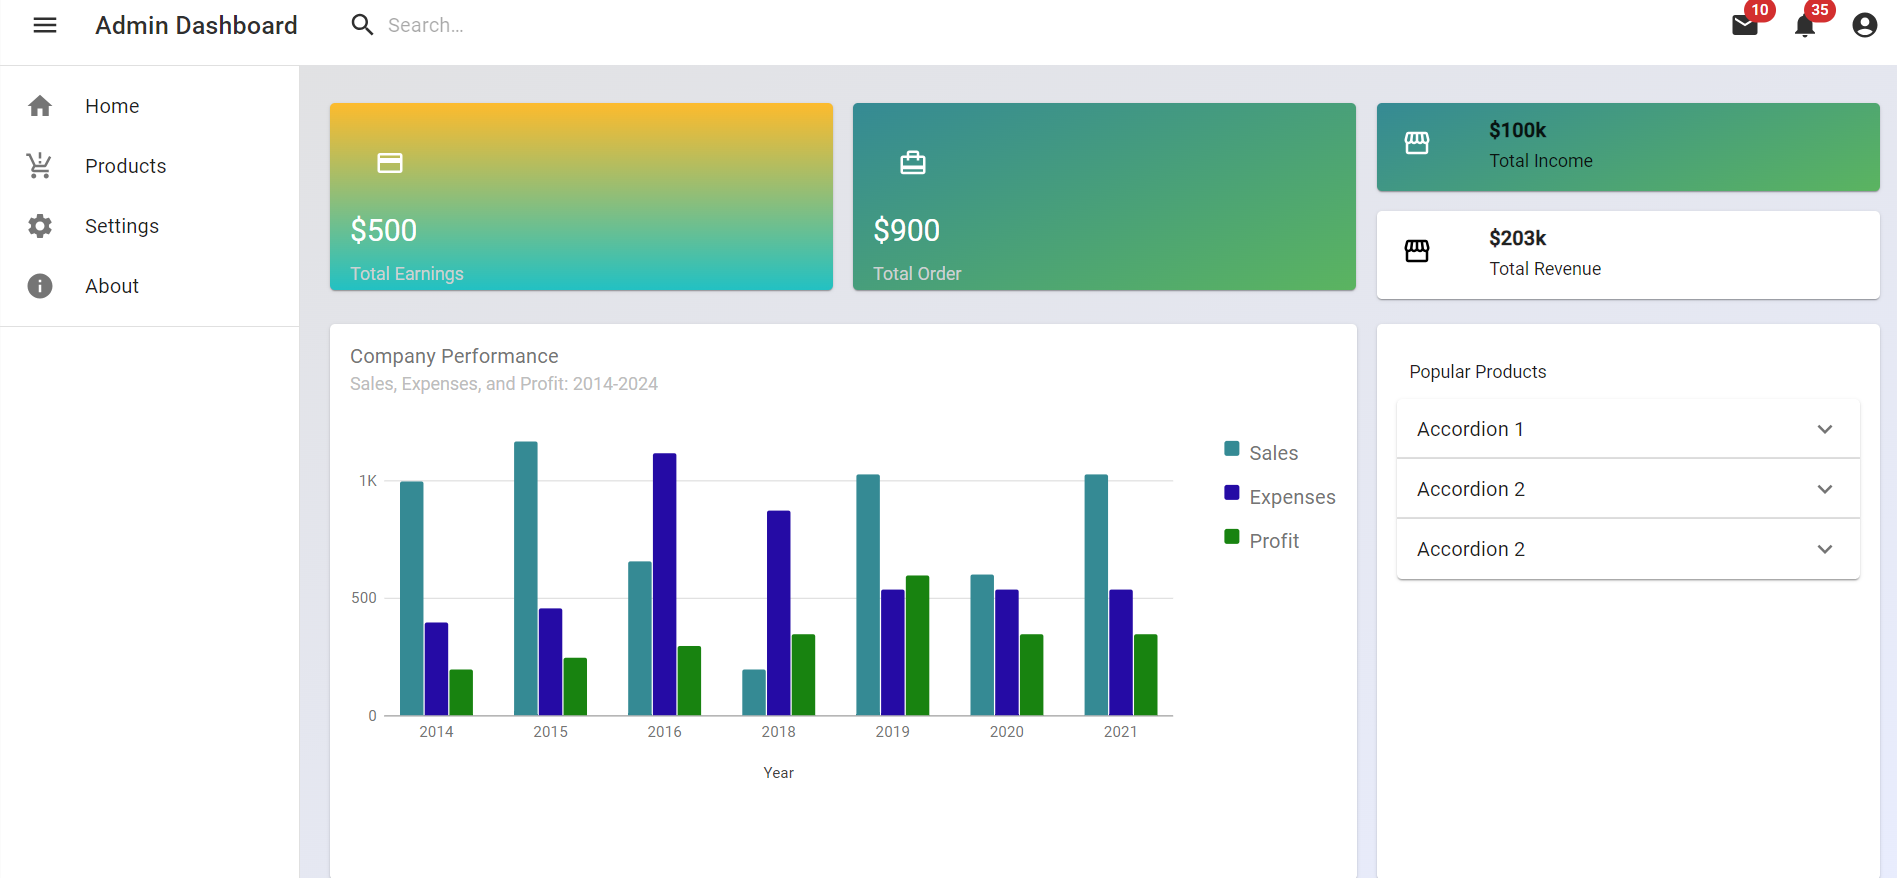 Admin Dashboard
Search…
10
35
Home
Products
Settings
About
$500
Total Earnings
$900
Total Order
$100k
Total Income
$203k
Total Revenue
Company Performance
Sales, Expenses, and Profit: 2014-2024
1K
500
0
2014 2015 2016 2018 2019 2020 2021
Year
Sales
Expenses
Profit
Popular Products
Accordion 1
Accordion 2
Accordion 2